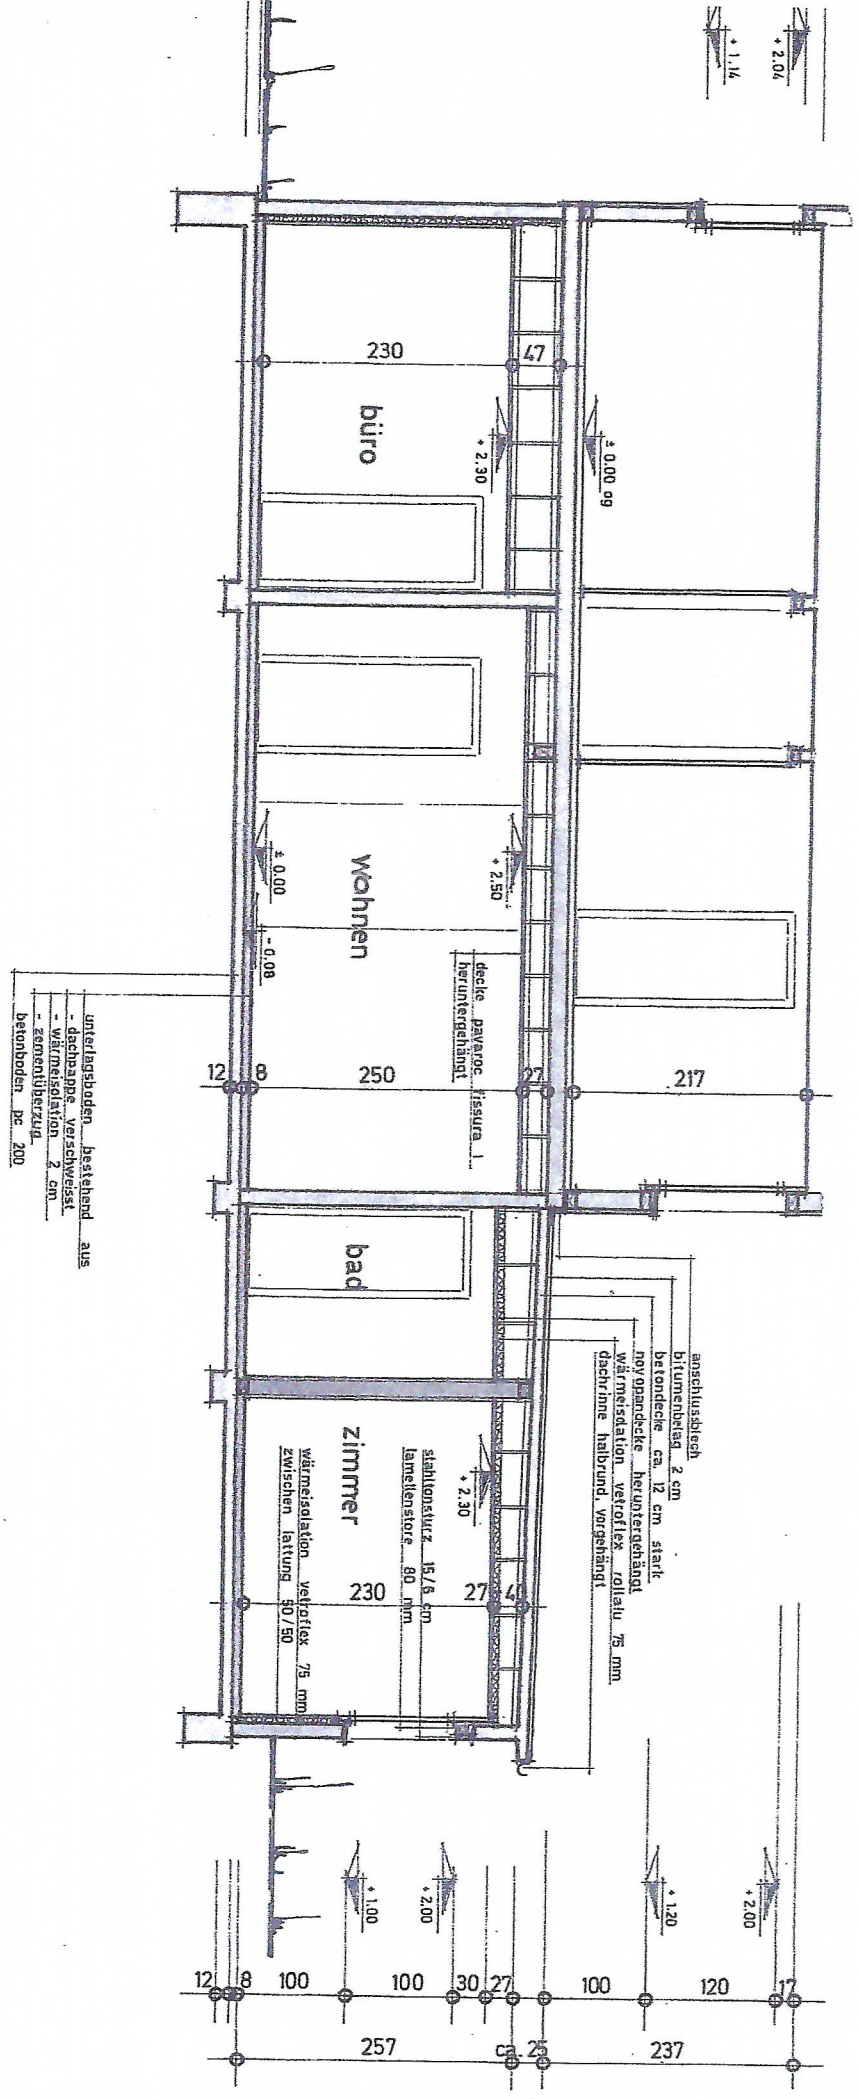 + 1.14
+ 2.04
230
47
büro
+ 2.30
± 0.00 og
wohnen
± 0.00
- 0.08
+ 2.50
decke pavaroc fissura 1
heruntergehängt
12
8
250
27
217
unterlagsboden bestehend aus
- dachpappe verschweisst
- wärmeisolation 2 cm
- zementüberzug
betonboden pc 200
bad
anschlussblech
bitumenbelag 2 cm
betondecke ca. 12 cm stark
novopandecke heruntergehängt
wärmeisolation vetroflex rollalu 75 mm
dachrinne halbrund, vorgehängt
zimmer
+ 2.30
stahltonsturz 15/6 cm
lamellenstore 80 mm
wärmeisolation vetroflex 75 mm
zwischen lattung 50/50
230
27
+ 1.00
+ 2.00
+ 1.20
+ 2.00
12
8
100
100
30
27
100
120
17
257
ca. 25
237